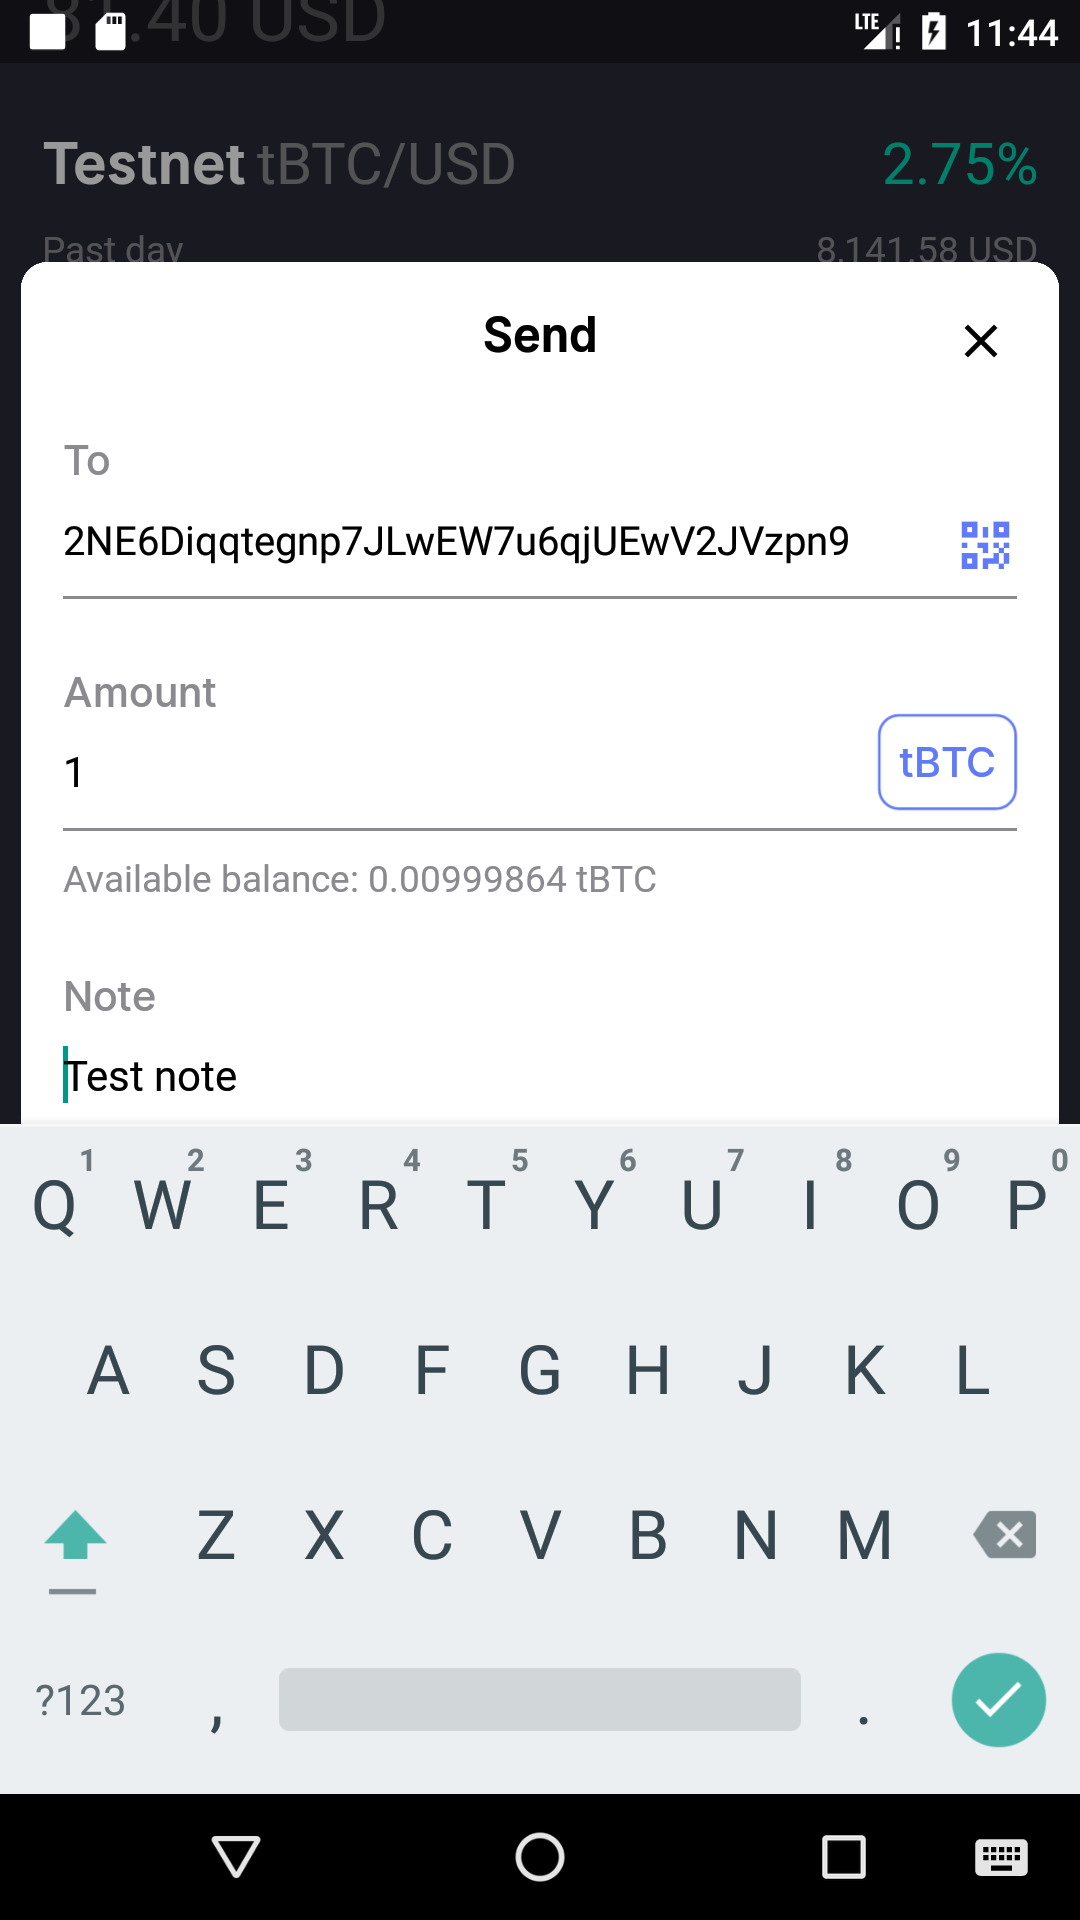 81.40 USD
LTE 11:44
Testnet tBTC/USD 2.75%
Past day 8,141.58 USD
Send
To
2NE6Diqqtegnp7JLwEW7u6qjUEwV2JVzpn9
Amount
1 tBTC
Available balance: 0.00999864 tBTC
Note
Test note
1 2 3 4 5 6 7 8 9 0
Q W E R T Y U I O P
A S D F G H J K L
Z X C V B N M
?123 , .